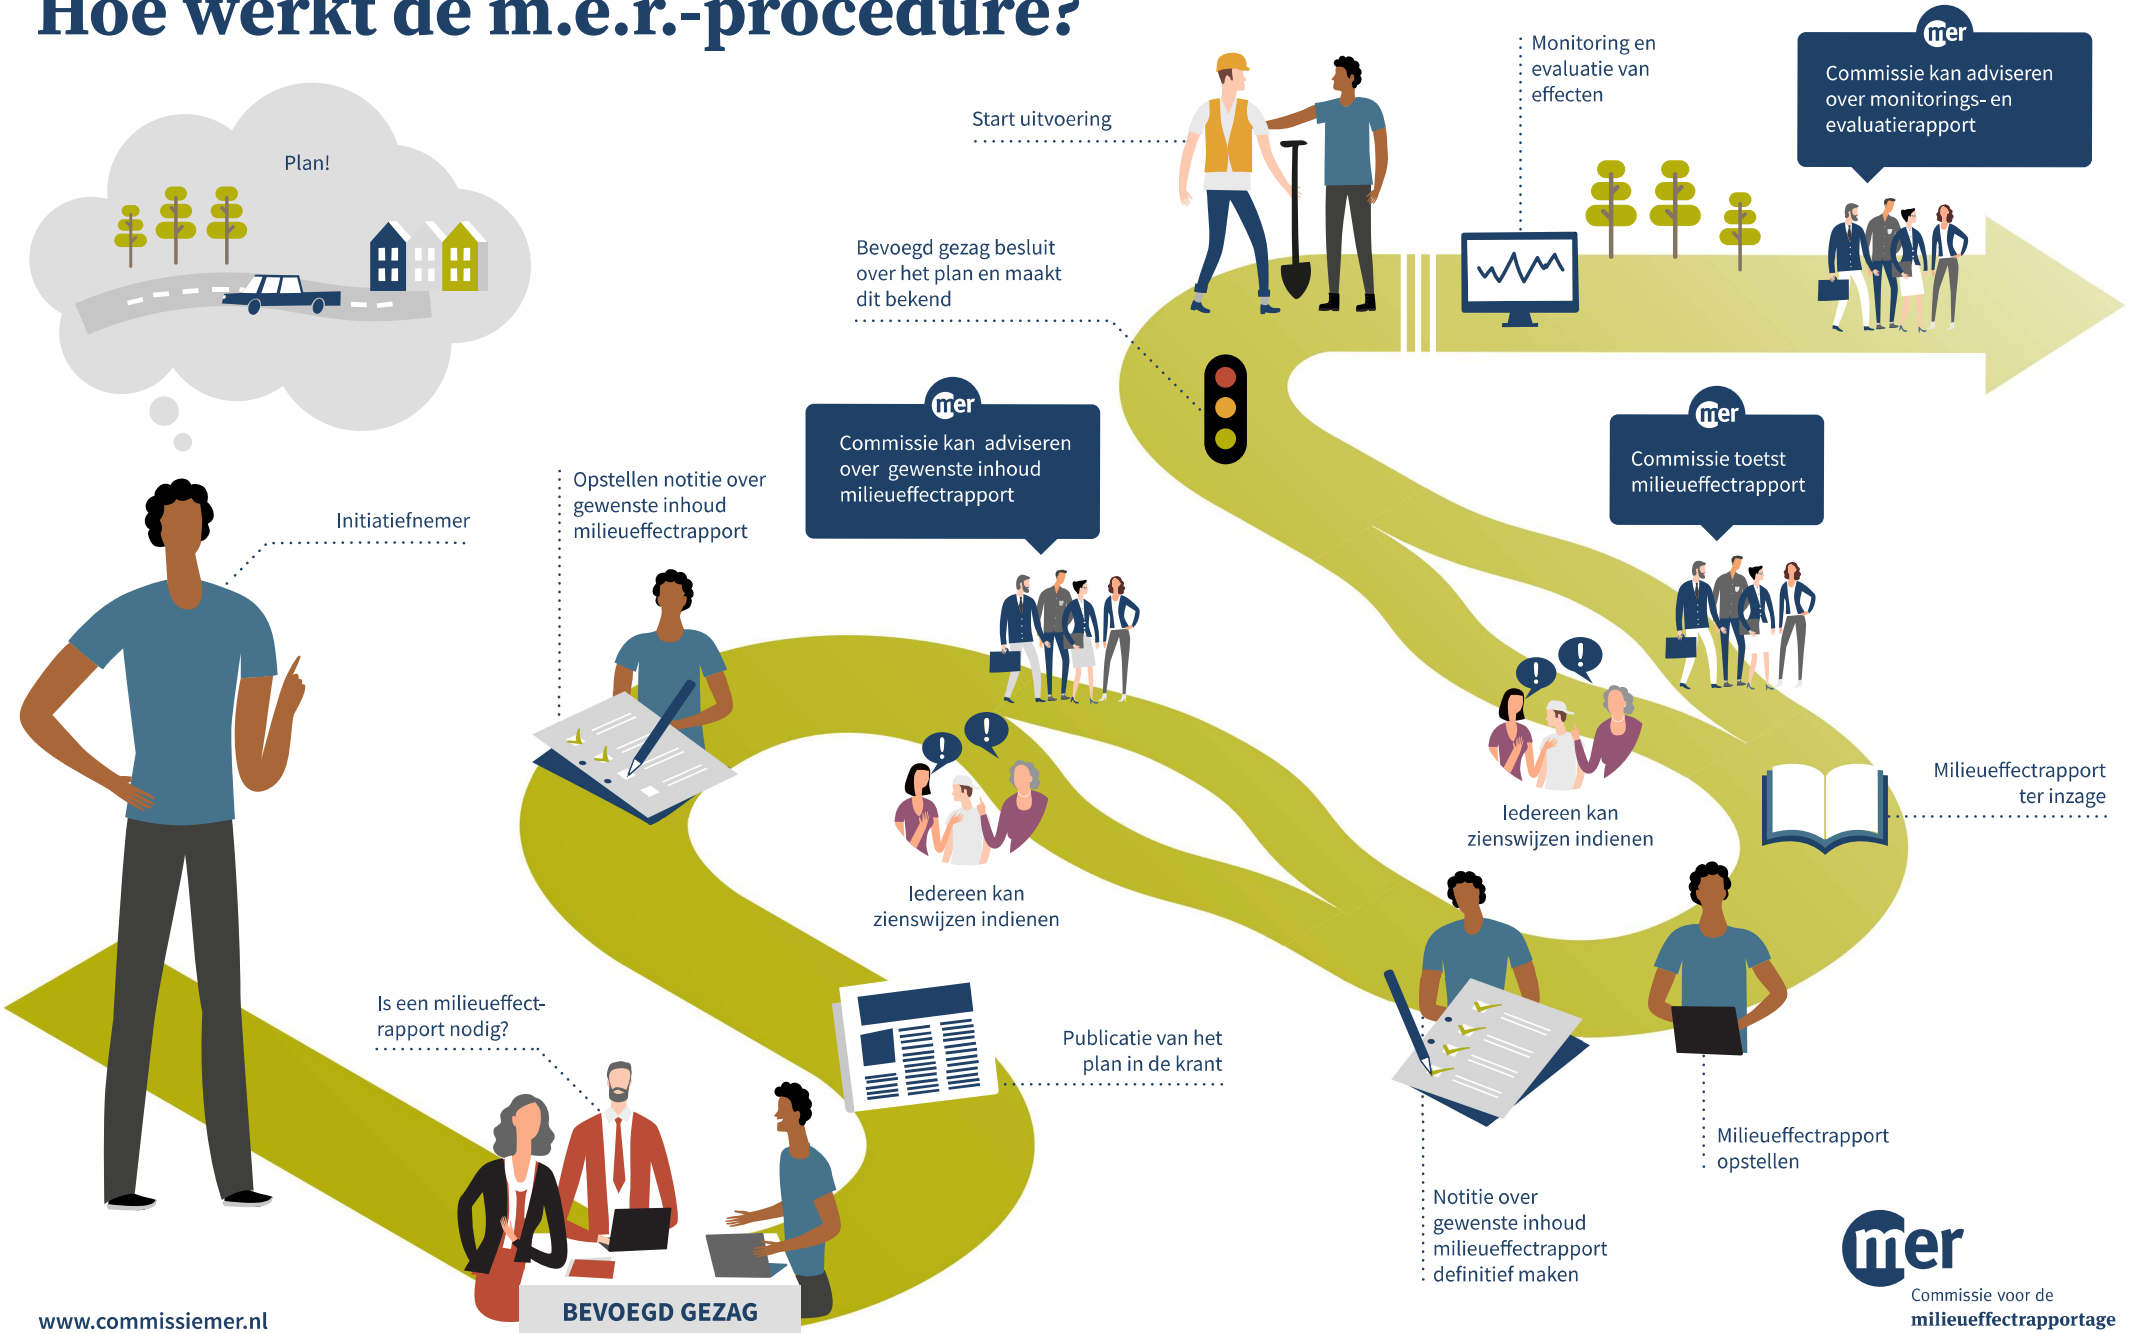 Hoe werkt de m.e.r.-procedure?
Plan!
Initiatiefnemer
Is een milieueffect-
rapport nodig?
BEVOEGD GEZAG
Publicatie van het
plan in de krant
Opstellen notitie over
gewenste inhoud
milieueffectrapport
mer
Commissie kan adviseren
over gewenste inhoud
milieueffectrapport
Iedereen kan
zienswijzen indienen
Notitie over
gewenste inhoud
milieueffectrapport
definitief maken
Milieueffectrapport
opstellen
Milieueffectrapport
ter inzage
mer
Commissie toetst
milieueffectrapport
Iedereen kan
zienswijzen indienen
Bevoegd gezag besluit
over het plan en maakt
dit bekend
Start uitvoering
Monitoring en
evaluatie van
effecten
mer
Commissie kan adviseren
over monitorings- en
evaluatierapport
www.commissiemer.nl
mer
Commissie voor de
milieueffectrapportage